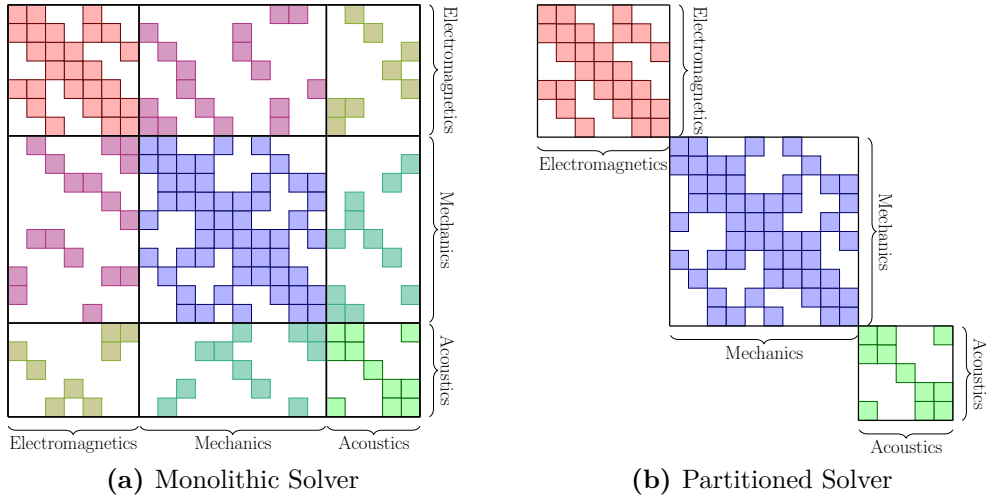 Electromagnetics
Mechanics
Acoustics
Electromagnetics
Mechanics
Acoustics
(a) Monolithic Solver
Electromagnetics
Electromagnetics
Mechanics
Mechanics
Acoustics
Acoustics
(b) Partitioned Solver